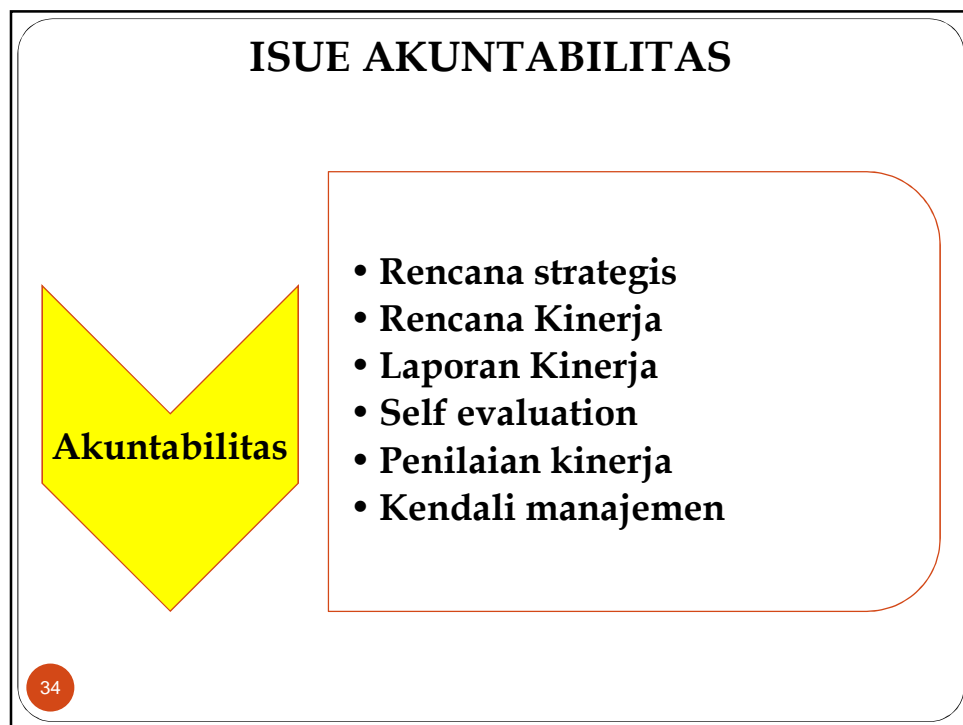 ISUE AKUNTABILITAS
Akuntabilitas
• Rencana strategis
• Rencana Kinerja
• Laporan Kinerja
• Self evaluation
• Penilaian kinerja
• Kendali manajemen
34